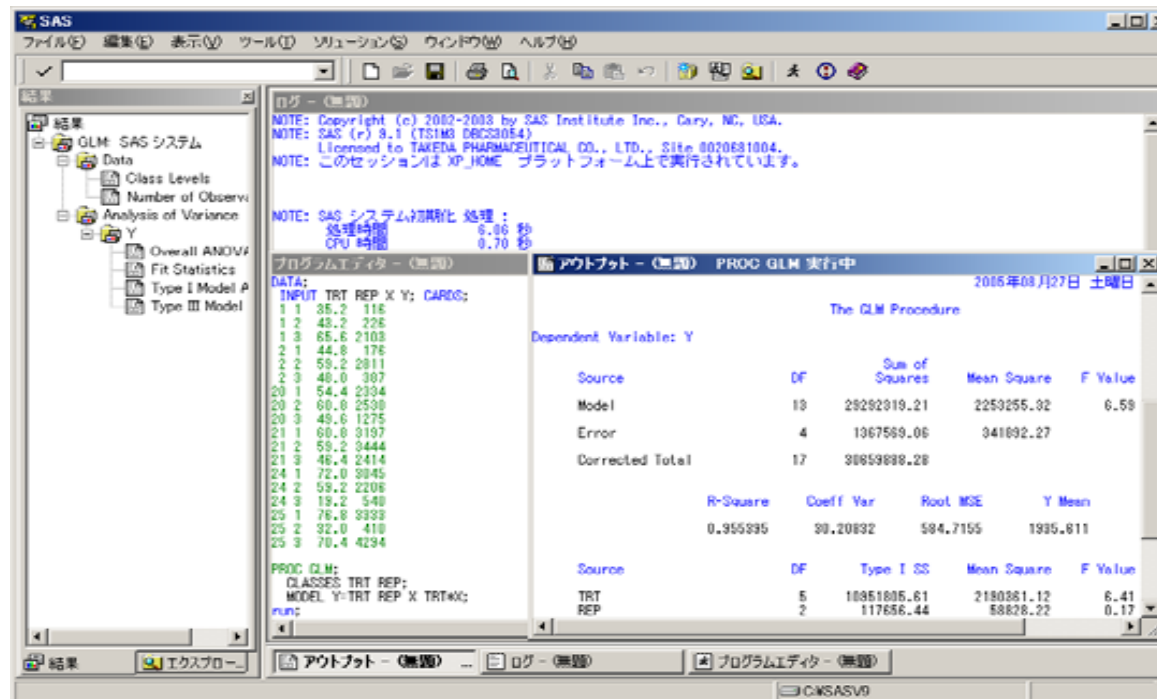 SAS
ファイル(F) 編集(E) 表示(V) ツール(T) ソリューション(S) ウィンドウ(W) ヘルプ(H)
結果
結果
GLM: SAS システム
Data
Class Levels
Number of Observa
Analysis of Variance
Y
Overall ANOVA
Fit Statistics
Type I Model A
Type III Model
ログ - (無題)
NOTE: Copyright (c) 2002-2003 by SAS Institute Inc., Cary, NC, USA.
NOTE: SAS (r) 9.1 (TS1M3 DBCS3054)
Licensed to TAKEDA PHARMACEUTICAL CO., LTD., Site 0020681004.
NOTE: このセッションは XP_HOME プラットフォーム上で実行されています。
NOTE: SAS システム初期化 処理 :
処理時間 6.06 秒
CPU 時間 0.70 秒
プログラムエディタ - (無題)
DATA;
INPUT TRT REP X Y; CARDS;
1 1 35.2 116
1 2 43.2 226
1 3 65.6 2103
2 1 44.8 176
2 2 59.2 2811
2 3 48.0 387
20 1 54.4 2334
20 2 60.8 2530
20 3 49.6 1275
21 1 60.8 3197
21 2 59.2 3444
21 3 46.4 2414
24 1 72.0 3045
24 2 59.2 2206
24 3 19.2 540
25 1 76.8 3333
25 2 32.0 410
25 3 70.4 4294
PROC GLM;
CLASSES TRT REP;
MODEL Y=TRT REP X TRT*X;
run;
アウトプット - (無題) PROC GLM 実行中
2005年08月27日 土曜日
The GLM Procedure
Dependent Variable: Y
Sum of
Source DF Squares Mean Square F Value
Model 13 29292319.21 2253255.32 6.59
Error 4 1367569.06 341892.27
Corrected Total 17 30659888.28
R-Square Coeff Var Root MSE Y Mean
0.955395 30.20832 584.7155 1935.611
Source DF Type I SS Mean Square F Value
TRT 5 10951805.61 2190361.12 6.41
REP 2 117656.44 58828.22 0.17
結果 エクスプロー... アウトプット - (無題) ... ログ - (無題) プログラムエディタ - (無題)
C:¥SASV9